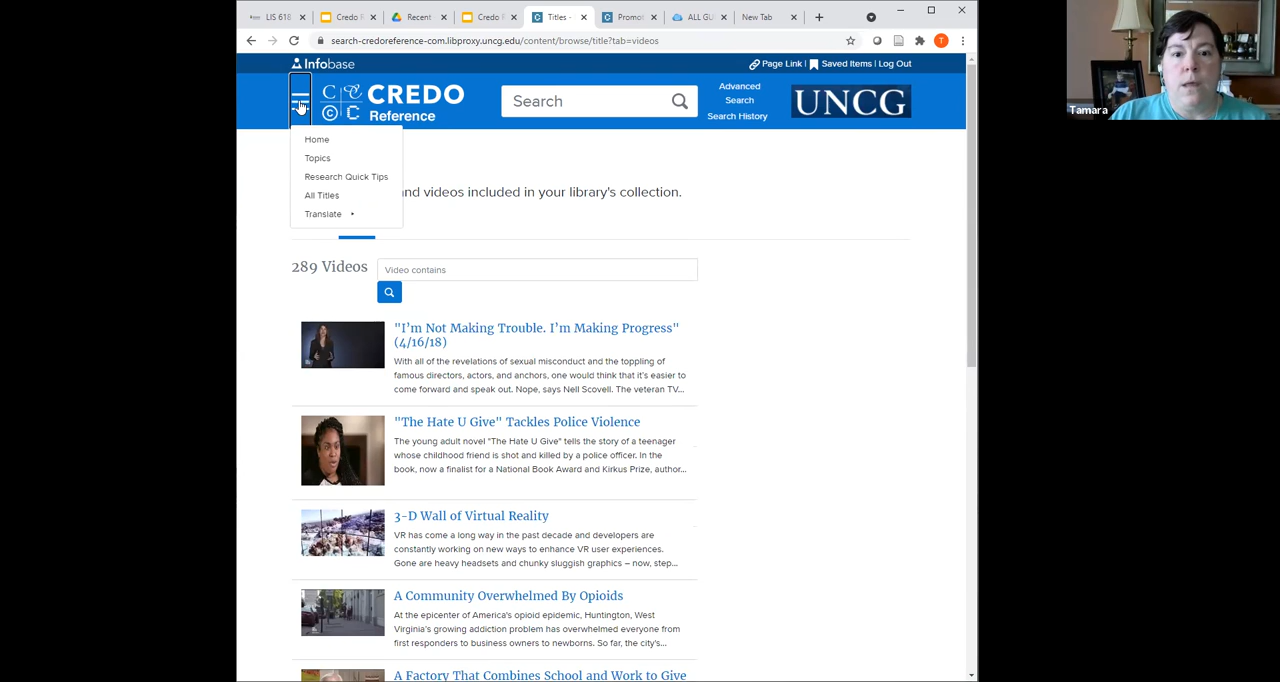 LIS 618
Credo R
Recent
Credo R
Titles -
Promo
ALL GU
New Tab
search-credoreference-com.libproxy.uncg.edu/content/browse/title?tab=videos
T
Infobase
Page Link | Saved Items | Log Out
CREDO
Reference
Search
Advanced
Search
Search History
UNCG
Home
Topics
Research Quick Tips
All Titles
Translate
and videos included in your library's collection.
289 Videos
Video contains
"I'm Not Making Trouble. I'm Making Progress"
(4/16/18)
With all of the revelations of sexual misconduct and the toppling of
famous directors, actors, and anchors, one would think that it's easier to
come forward and speak out. Nope, says Nell Scovell. The veteran TV...
"The Hate U Give" Tackles Police Violence
The young adult novel "The Hate U Give" tells the story of a teenager
whose childhood friend is shot and killed by a police officer. In the
book, now a finalist for a National Book Award and Kirkus Prize, author...
3-D Wall of Virtual Reality
VR has come a long way in the past decade and developers are
constantly working on new ways to enhance VR user experiences.
Gone are heavy headsets and chunky sluggish graphics – now, step...
A Community Overwhelmed By Opioids
At the epicenter of America's opioid epidemic, Huntington, West
Virginia's growing addiction problem has overwhelmed everyone from
first responders to business owners to newborns. So far, the city's...
A Factory That Combines School and Work to Give
Tamara